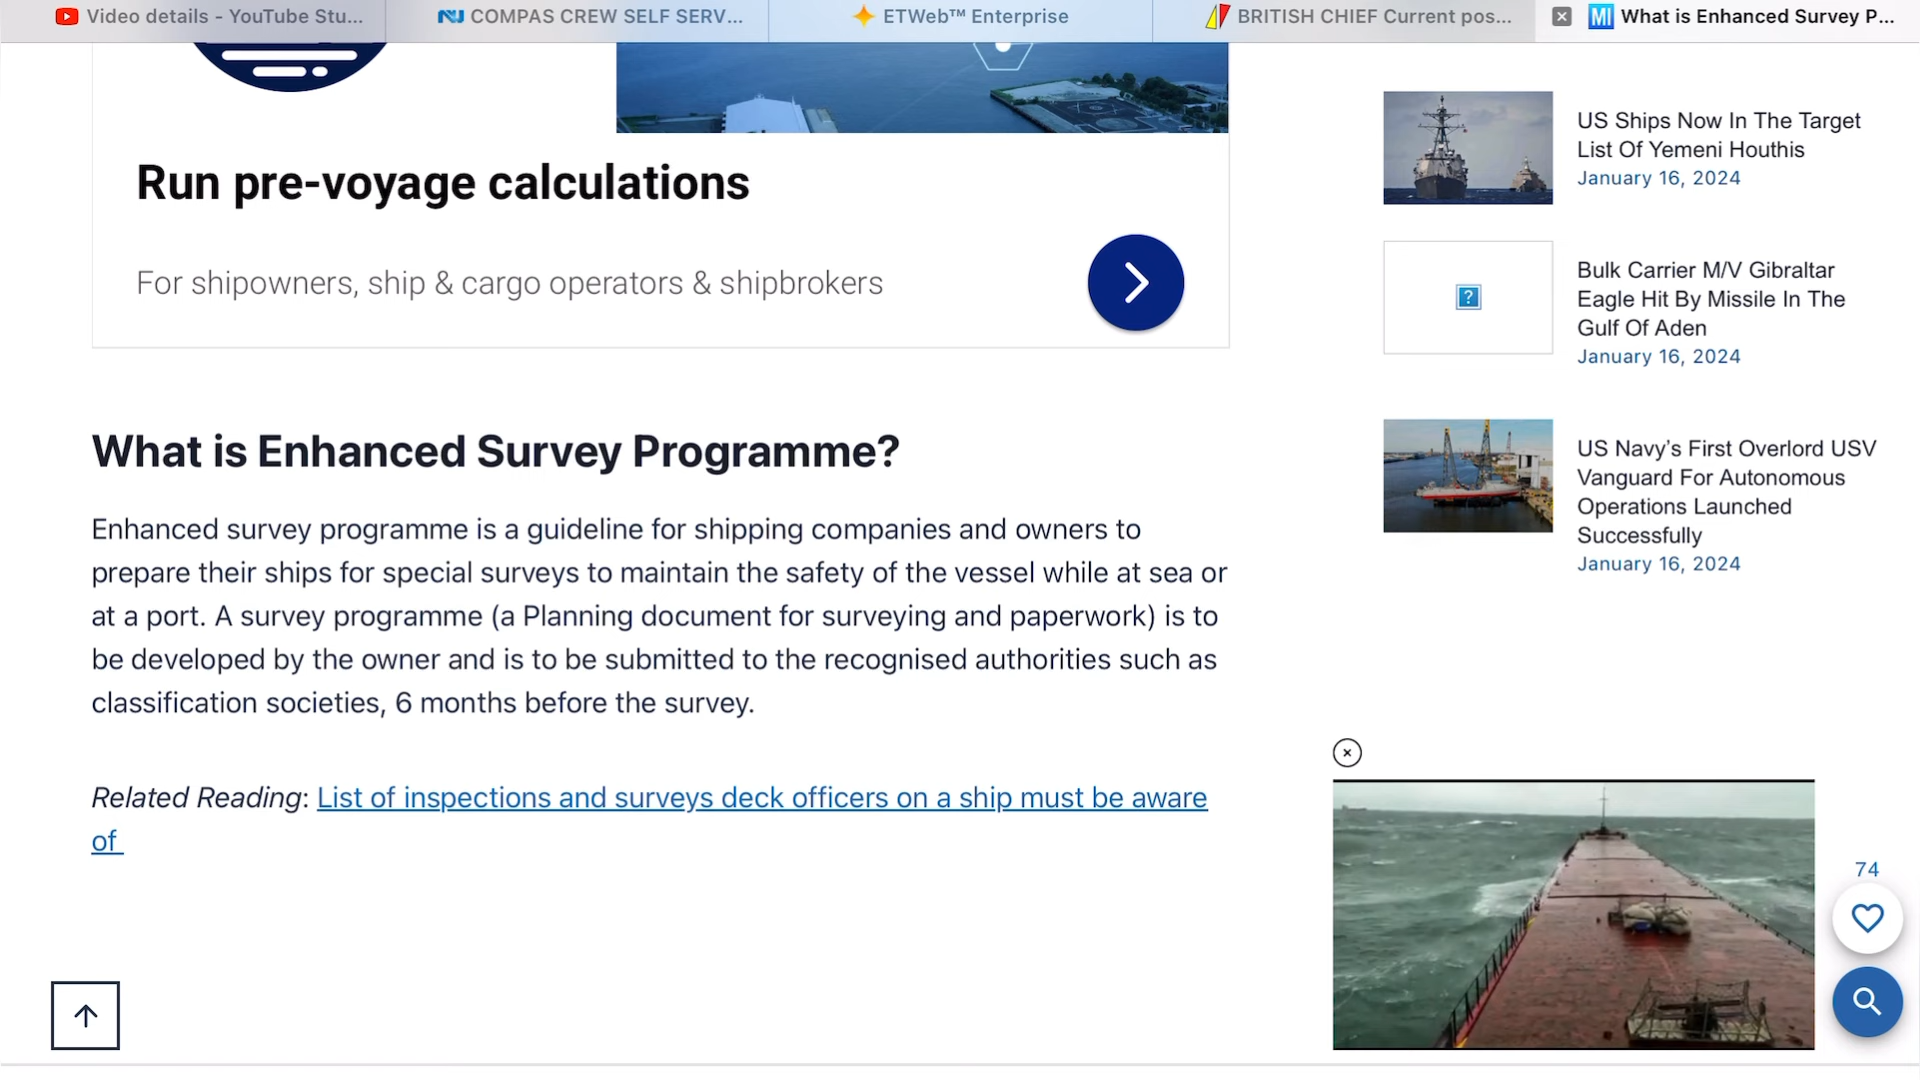 Video details - YouTube Stu...
COMPAS CREW SELF SERV...
ETWeb™ Enterprise
BRITISH CHIEF Current pos...
MI What is Enhanced Survey P...
Run pre-voyage calculations
For shipowners, ship & cargo operators & shipbrokers
What is Enhanced Survey Programme?
Enhanced survey programme is a guideline for shipping companies and owners to
prepare their ships for special surveys to maintain the safety of the vessel while at sea or
at a port. A survey programme (a Planning document for surveying and paperwork) is to
be developed by the owner and is to be submitted to the recognised authorities such as
classification societies, 6 months before the survey.
Related Reading: List of inspections and surveys deck officers on a ship must be aware
of
US Ships Now In The Target
List Of Yemeni Houthis
January 16, 2024
Bulk Carrier M/V Gibraltar
Eagle Hit By Missile In The
Gulf Of Aden
January 16, 2024
US Navy’s First Overlord USV
Vanguard For Autonomous
Operations Launched
Successfully
January 16, 2024
74